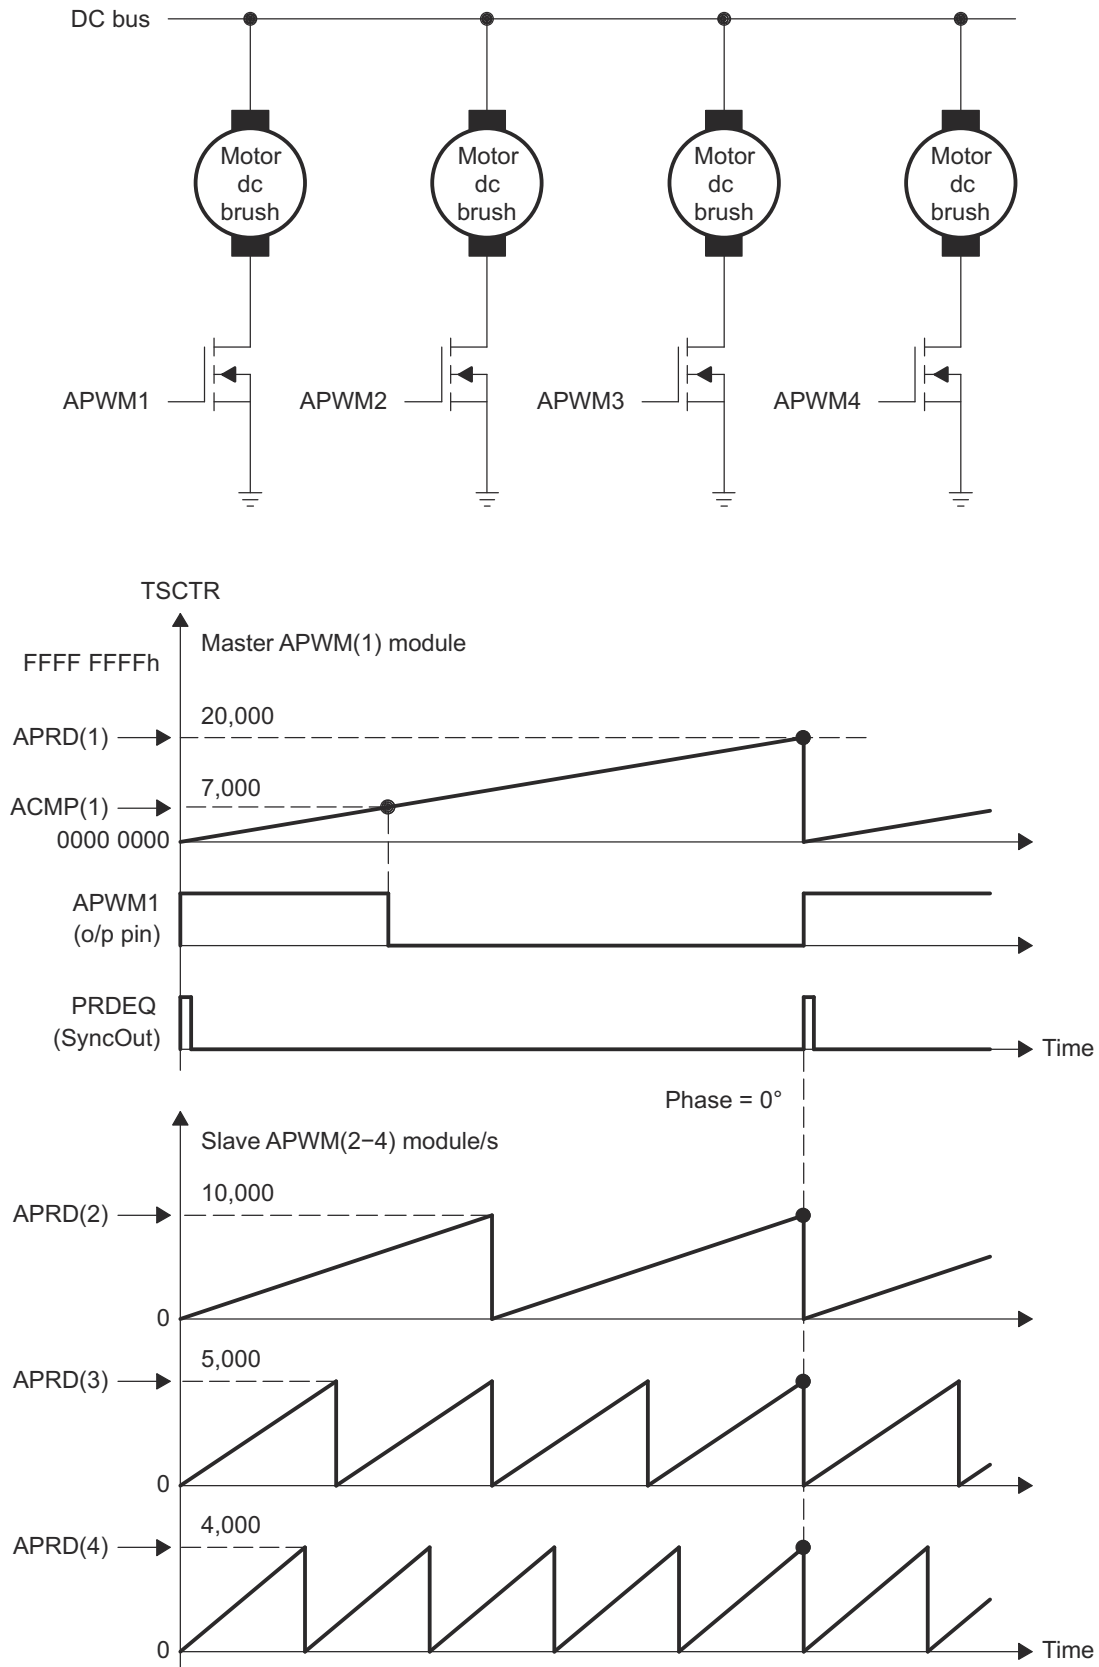 DC bus
Motor
dc
brush
Motor
dc
brush
Motor
dc
brush
Motor
dc
brush
APWM1
APWM2
APWM3
APWM4
TSCTR
Master APWM(1) module
FFFF FFFFh
20,000
APRD(1)
7,000
ACMP(1)
0000 0000
APWM1
(o/p pin)
PRDEQ
(SyncOut)
Time
Phase = 0°
Slave APWM(2−4) module/s
10,000
APRD(2)
0
5,000
APRD(3)
0
4,000
APRD(4)
0
Time